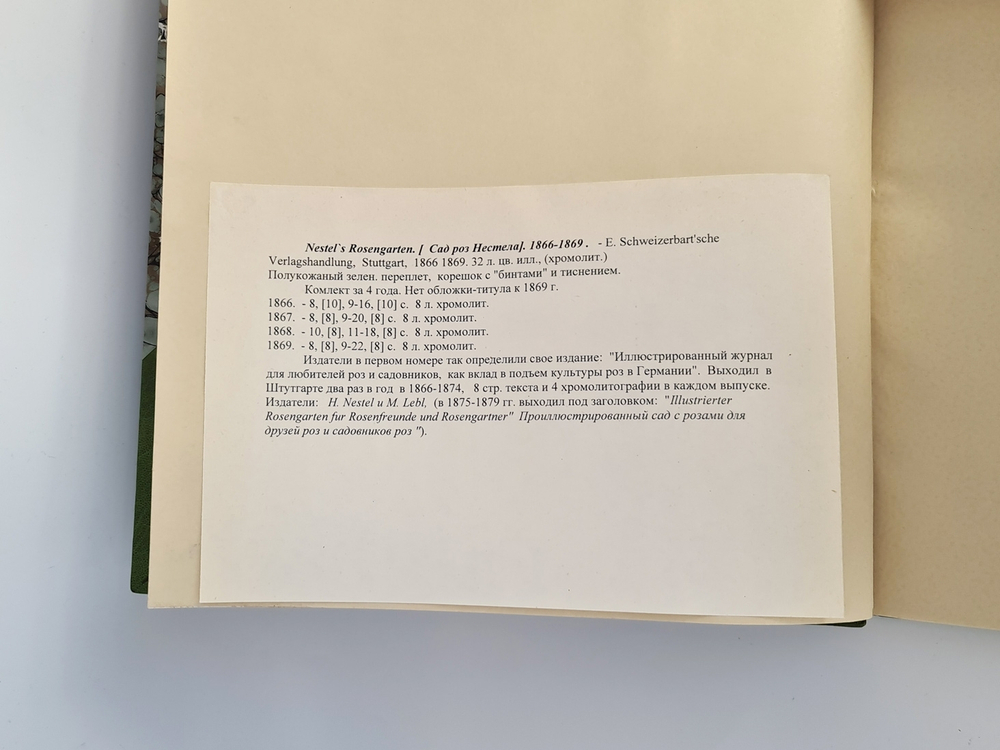 Nestel`s Rosengarten. [ Сад роз Нестела]. 1866-1869 . - E. Schweizerbart'sche
Verlagshandlung, Stuttgart, 1866 1869. 32 л. цв. илл., (хромолит.)
Полукожаный зелен. переплет, корешок с "бинтами" и тиснением.
Комлект за 4 года. Нет обложки-титула к 1869 г.
1866. - 8, [10], 9-16, [10] с. 8 л. хромолит.
1867. - 8, [8], 9-20, [8] с. 8 л. хромолит.
1868. - 10, [8], 11-18, [8] с. 8 л. хромолит.
1869. - 8, [8], 9-22, [8] с. 8 л. хромолит.
Издатели в первом номере так определили свое издание: "Иллюстрированный журнал
для любителей роз и садовников, как вклад в подъем культуры роз в Германии". Выходил в
Штутгарте два раз в год в 1866-1874, 8 стр. текста и 4 хромолитографии в каждом выпуске.
Издатели: H. Nestel и M. Lebl, (в 1875-1879 гг. выходил под заголовком: "Illustrierter
Rosengarten fur Rosenfreunde und Rosengartner" Проиллюстрированный сад с розами для
друзей роз и садовников роз ").